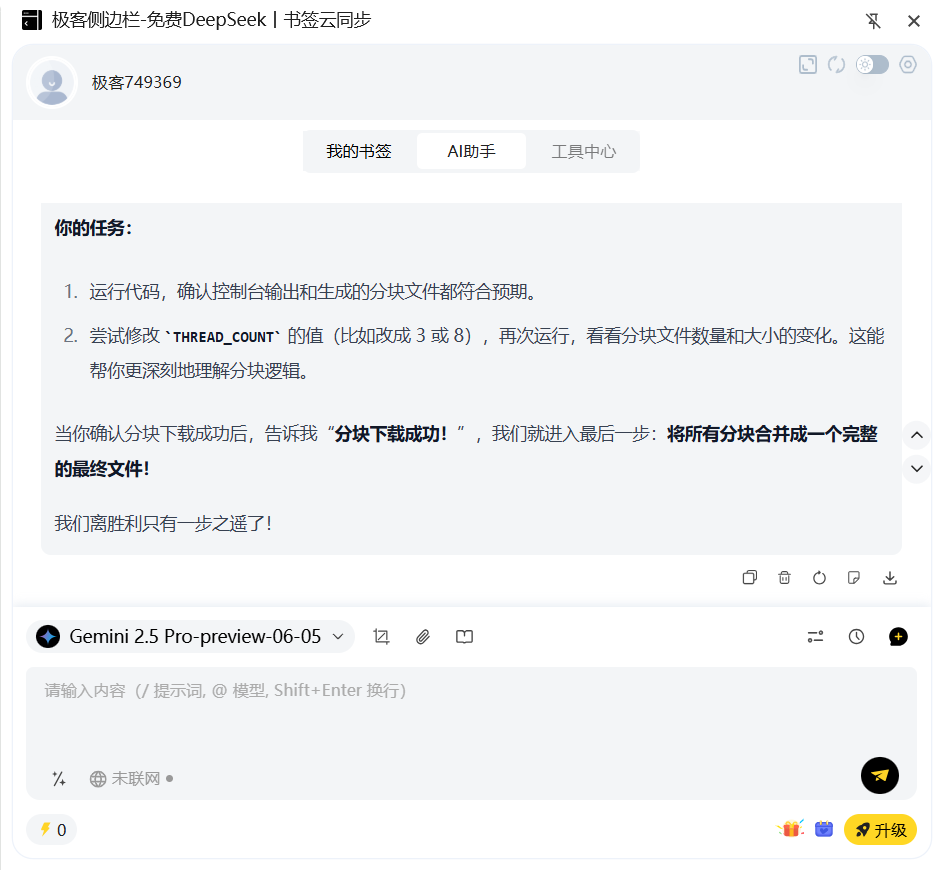 极客侧边栏-免费DeepSeek | 书签云同步
极客749369
我的书签
AI助手
工具中心
你的任务：
1. 运行代码，确认控制台输出和生成的分块文件都符合预期。
2. 尝试修改 `THREAD_COUNT` 的值（比如改成 3 或 8），再次运行，看看分块文件数量和大小的变化。这能
帮你更深刻地理解分块逻辑。
当你确认分块下载成功后，告诉我“分块下载成功！”，我们就进入最后一步：将所有分块合并成一个完整
的最终文件！
我们离胜利只有一步之遥了！
Gemini 2.5 Pro-preview-06-05
请输入内容（/ 提示词, @ 模型, Shift+Enter 换行）
未联网
0
升级